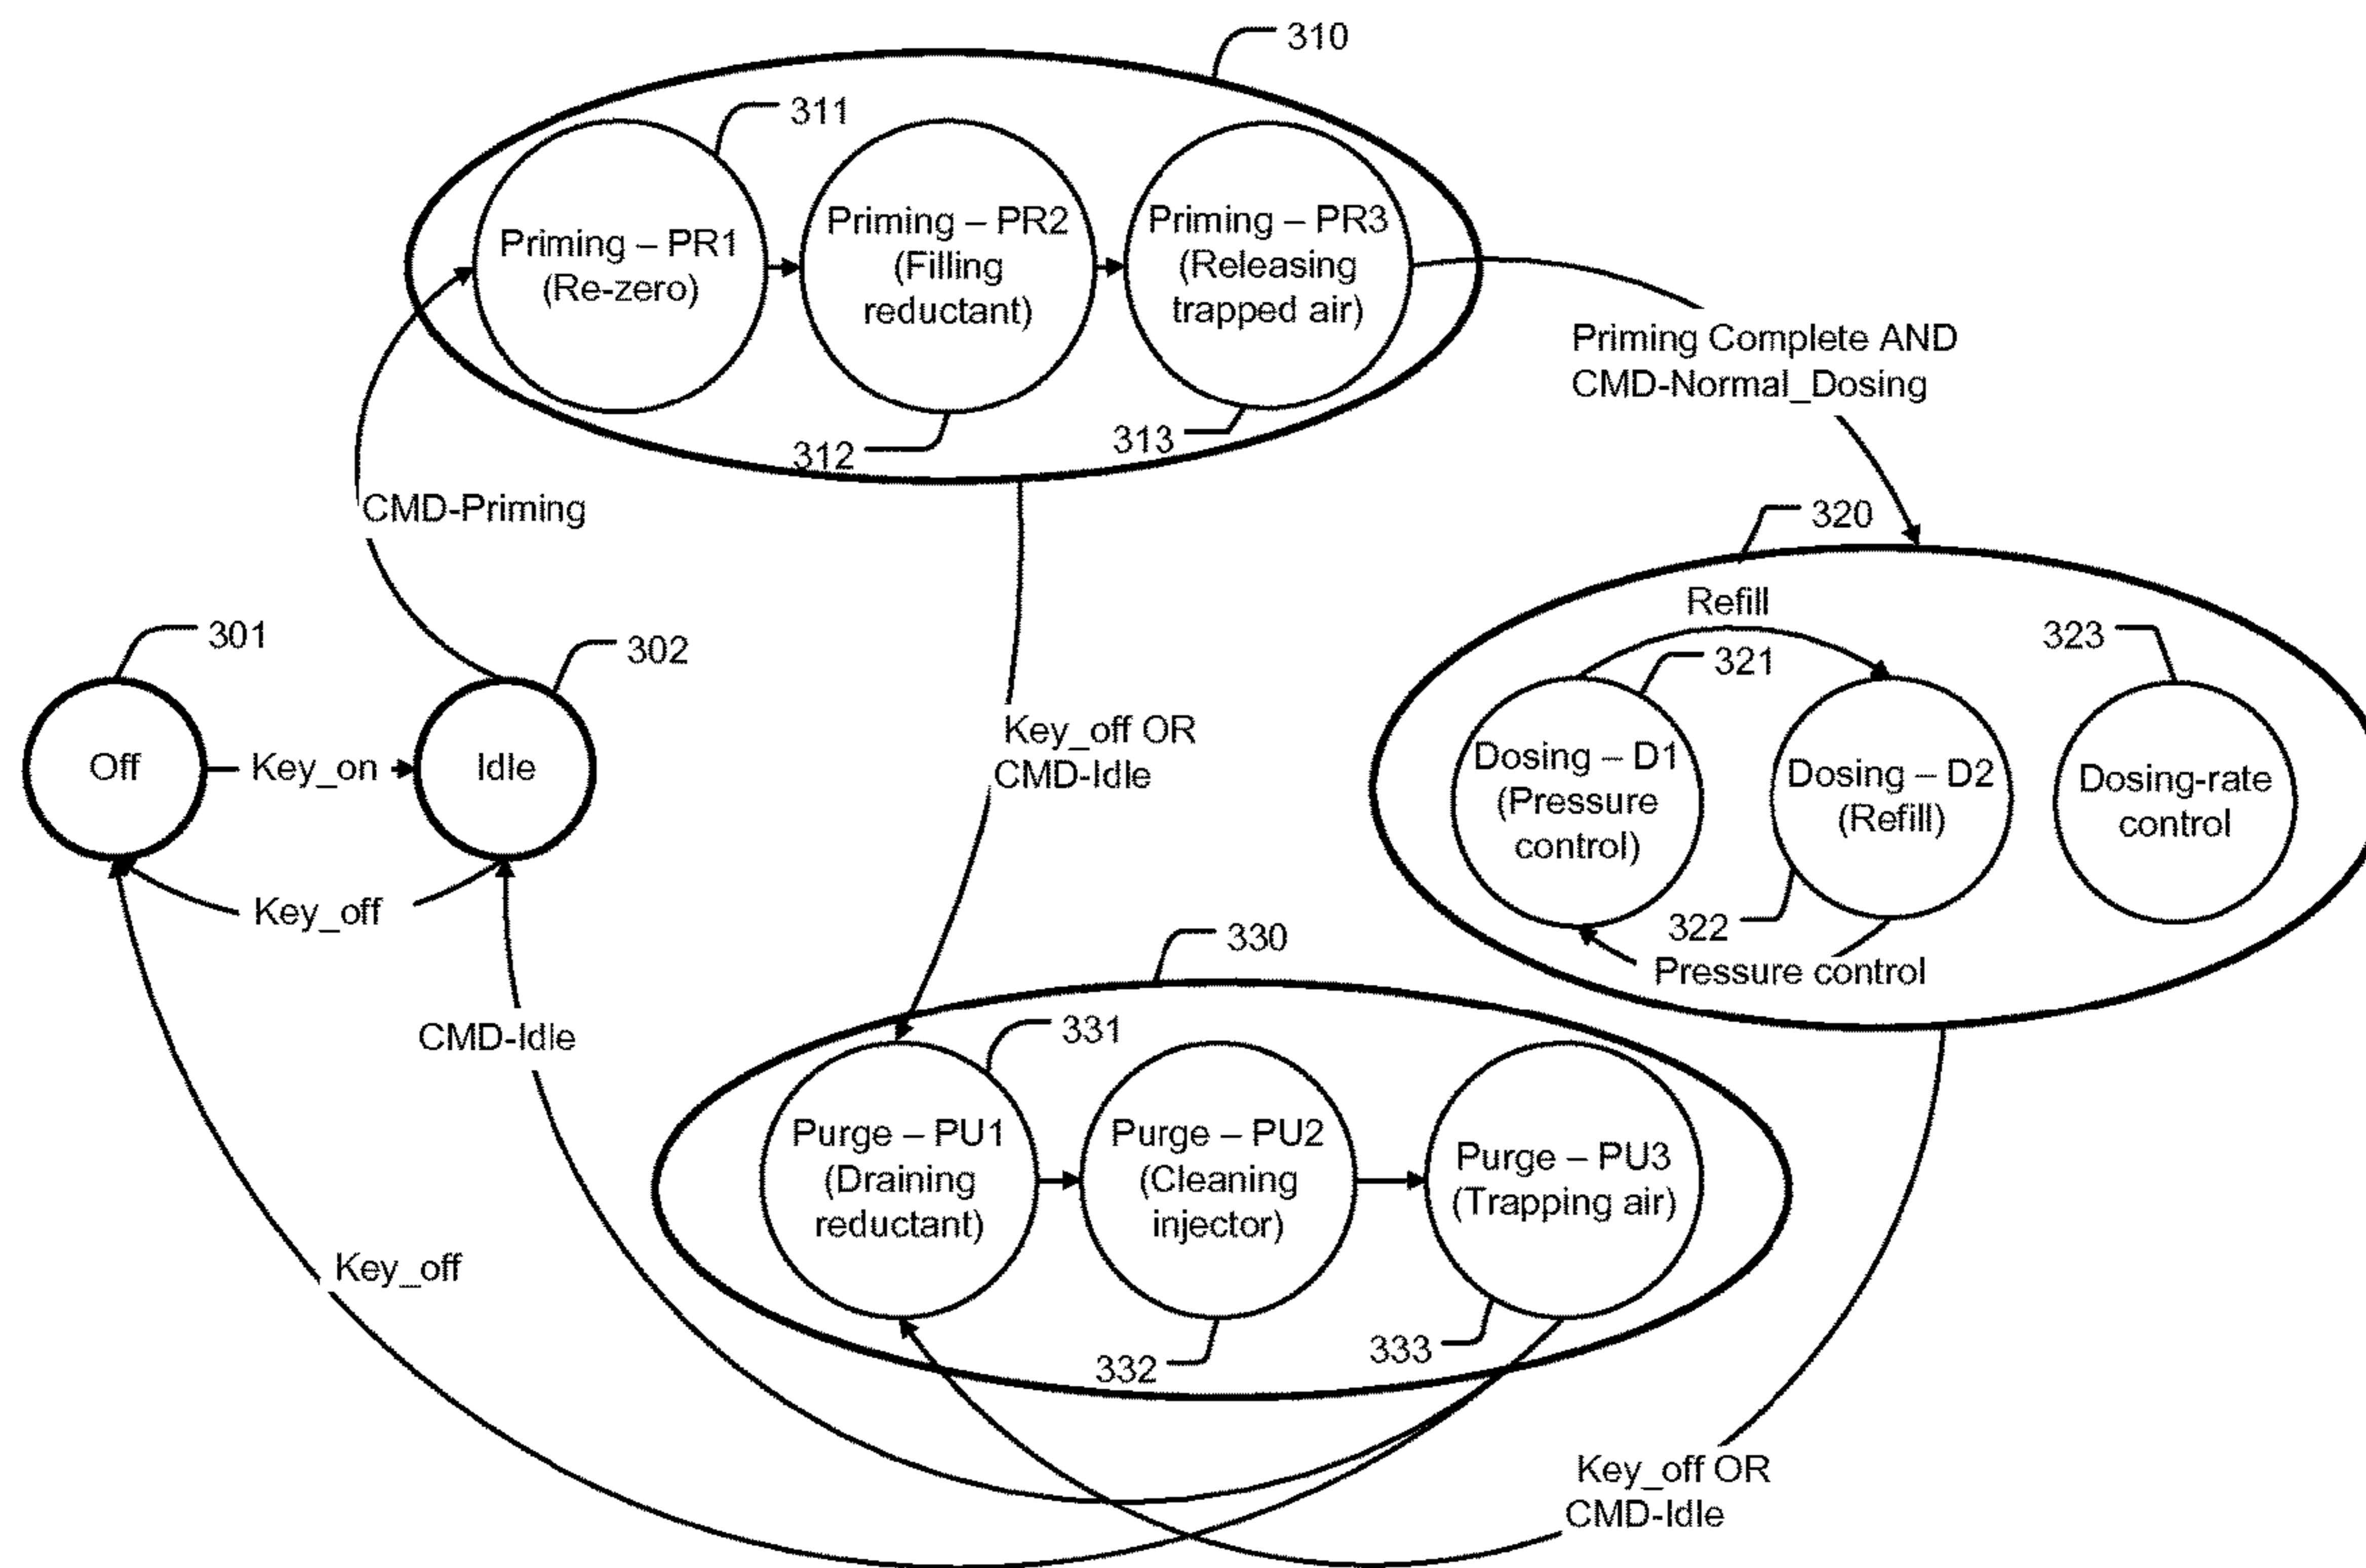 310
311
Priming – PR1
(Re-zero)
Priming – PR2
(Filling
reductant)
Priming – PR3
(Releasing
trapped air)
312
313
Priming Complete AND
CMD-Normal_Dosing
CMD-Priming
320
Refill
301
302
321
323
Off
Key_on
Idle
Key_off OR
CMD-Idle
Dosing – D1
(Pressure
control)
Dosing – D2
(Refill)
Dosing-rate
control
Key_off
322
Pressure control
330
CMD-Idle
331
Purge – PU1
(Draining
reductant)
Purge – PU2
(Cleaning
injector)
Purge – PU3
(Trapping air)
Key_off
332
333
Key_off OR
CMD-Idle